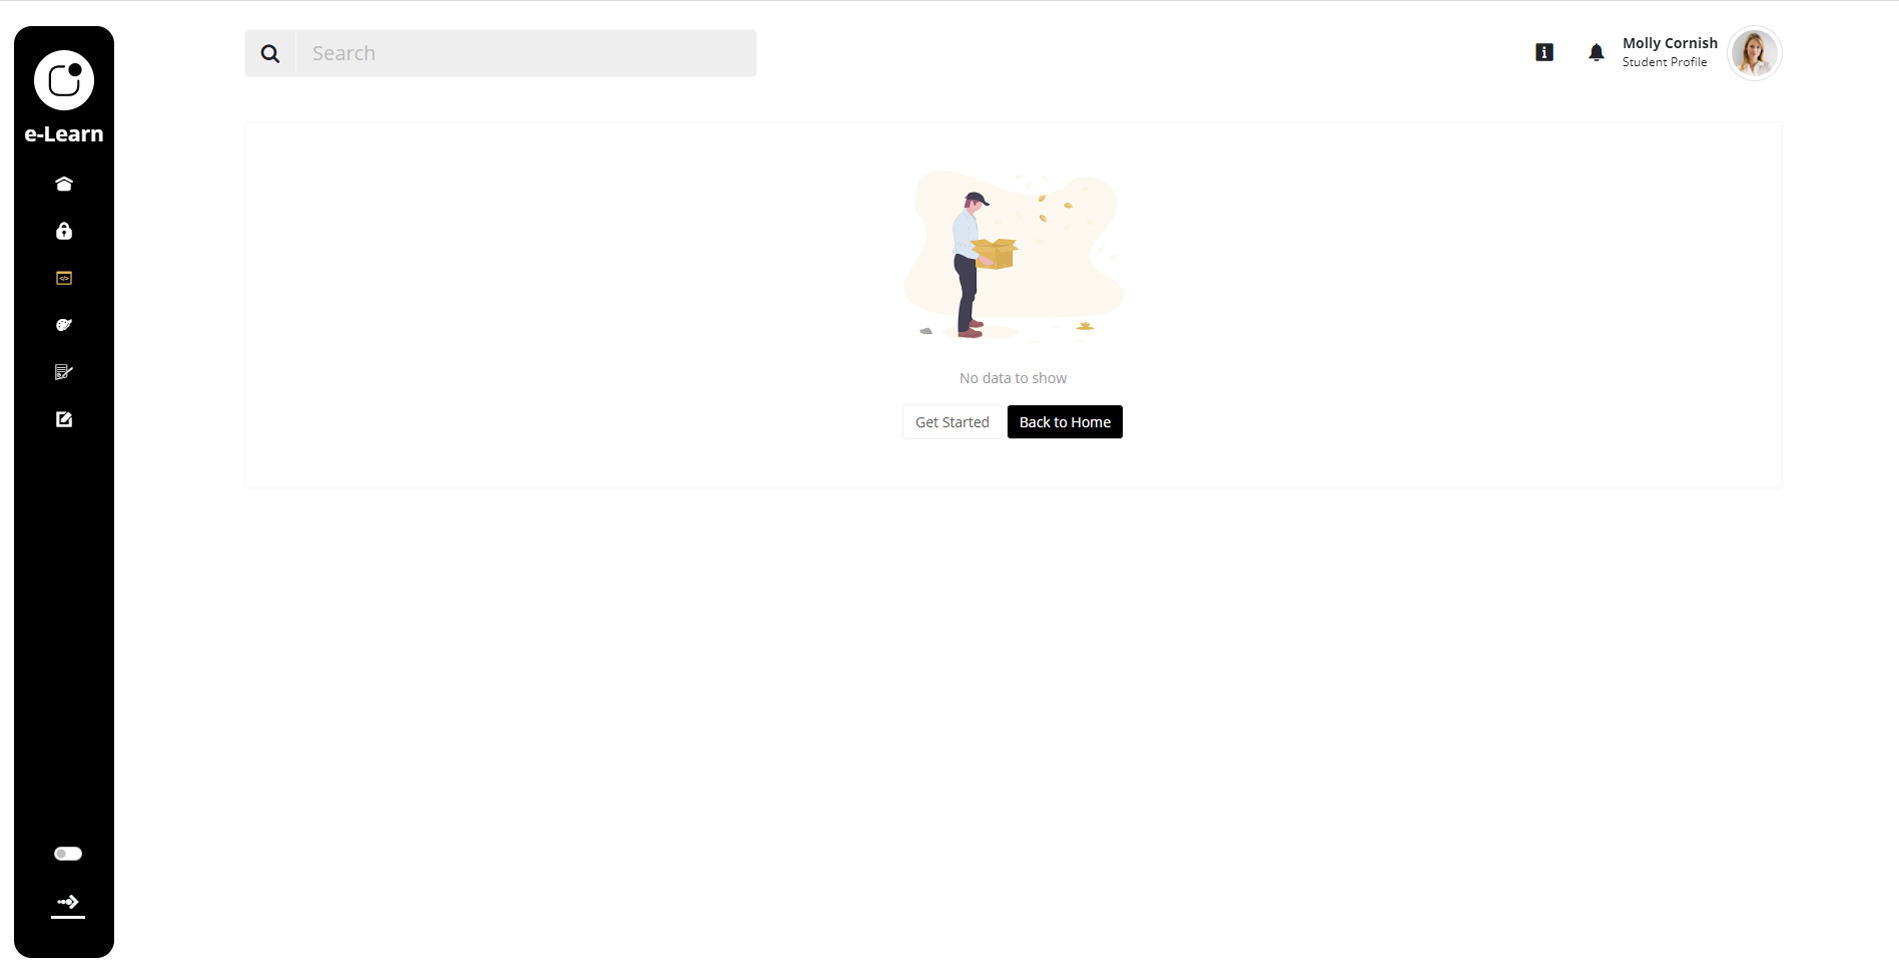 e-Learn
Search
Molly Cornish
Student Profile
No data to show
Get Started
Back to Home